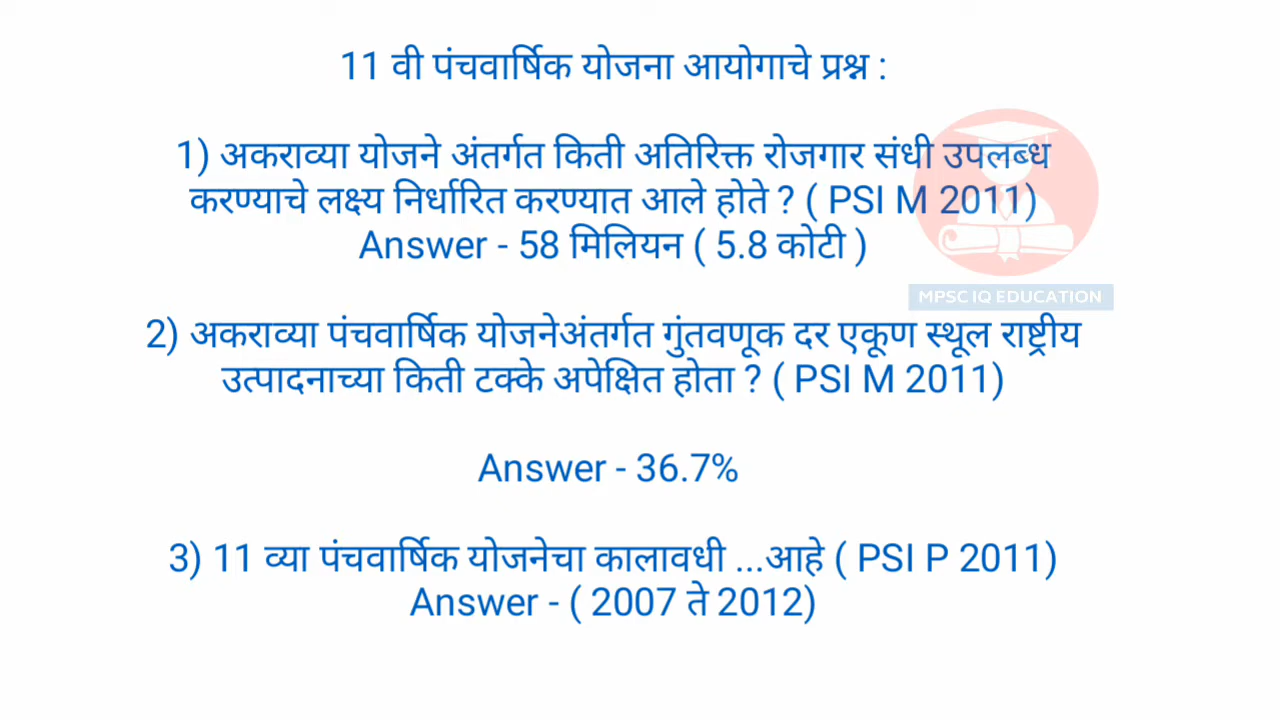 11 वी पंचवार्षिक योजना आयोगाचे प्रश्न :
1) अकराव्या योजने अंतर्गत किती अतिरिक्त रोजगार संधी उपलब्ध
करण्याचे लक्ष्य निर्धारित करण्यात आले होते ? ( PSI M 2011)
Answer - 58 मिलियन ( 5.8 कोटी )
MPSC IQ EDUCATION
2) अकराव्या पंचवार्षिक योजनेअंतर्गत गुंतवणूक दर एकूण स्थूल राष्ट्रीय
उत्पादनाच्या किती टक्के अपेक्षित होता ? ( PSI M 2011)
Answer - 36.7%
3) 11 व्या पंचवार्षिक योजनेचा कालावधी ...आहे ( PSI P 2011)
Answer - ( 2007 ते 2012)